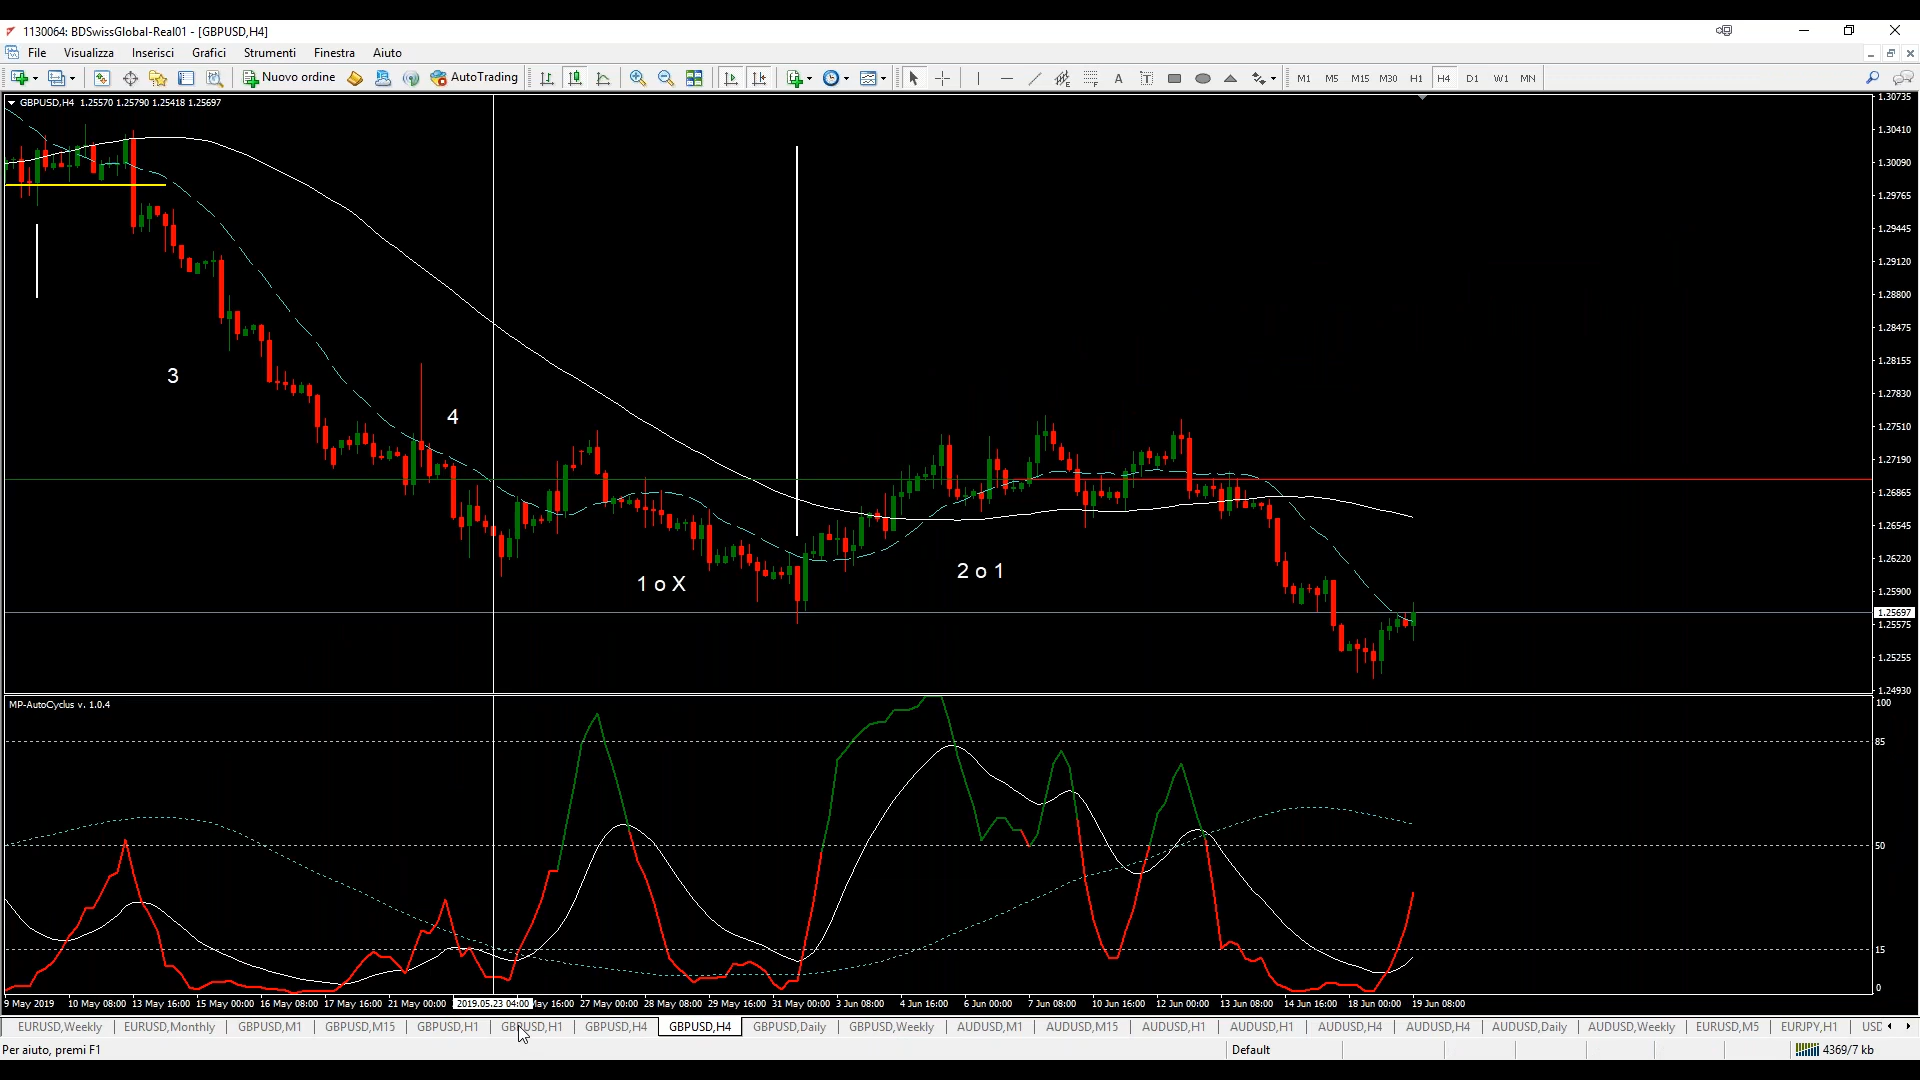 1130064: BDSwissGlobal-Real01 - [GBPUSD,H4]
File Visualizza Inserisci Grafici Strumenti Finestra Aiuto
Nuovo ordine AutoTrading A T M1 M5 M15 M30 H1 H4 D1 W1 MN
GBPUSD,H4 1.25570 1.25790 1.25418 1.25697
1.30735
1.30410
1.30090
1.29765
1.29445
1.29120
1.28800
1.28475
1.28155
1.27830
1.27510
1.27190
1.26865
1.26545
1.26220
1.25900
1.25697
1.25575
1.25255
1.24930
3
4
1 o X
2 o 1
MP-AutoCyclus v. 1.0.4
100
85
50
15
0
9 May 2019 10 May 08:00 13 May 16:00 15 May 00:00 16 May 08:00 17 May 16:00 21 May 00:00 2019.05.23 04:00 May 16:00 27 May 00:00 28 May 08:00 29 May 16:00 31 May 00:00 3 Jun 08:00 4 Jun 16:00 6 Jun 00:00 7 Jun 08:00 10 Jun 16:00 12 Jun 00:00 13 Jun 08:00 14 Jun 16:00 18 Jun 00:00 19 Jun 08:00
EURUSD,Weekly EURUSD,Monthly GBPUSD,M1 GBPUSD,M15 GBPUSD,H1 GBPUSD,H1 GBPUSD,H4 GBPUSD,H4 GBPUSD,Daily GBPUSD,Weekly AUDUSD,M1 AUDUSD,M15 AUDUSD,H1 AUDUSD,H1 AUDUSD,H4 AUDUSD,H4 AUDUSD,Daily AUDUSD,Weekly EURUSD,M5 EURJPY,H1
Per aiuto, premi F1 Default 4369/7 kb